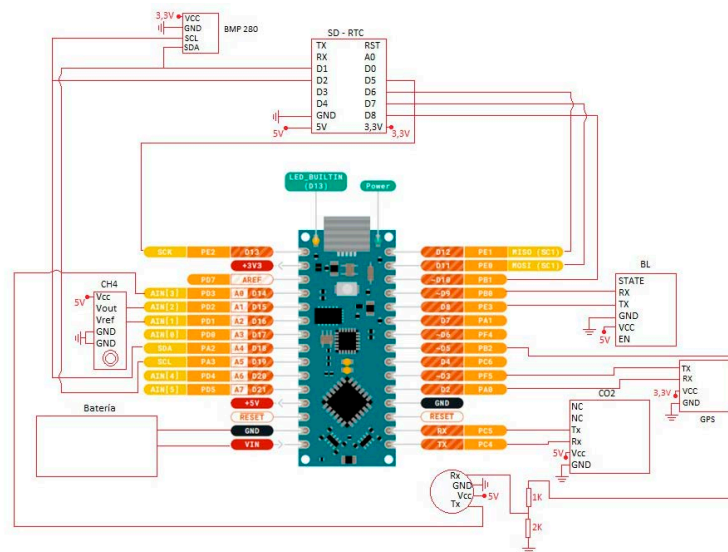 3,3V
VCC
GND
SCL
SDA
BMP 280
SD - RTC
TX RST
RX A0
D1 D0
D2 D5
D3 D6
D4 D7
GND D8
5V 3,3V
5V
3,3V
LED_BUILTIN
(D13)
Power
SCK PE2 D13
+3V3
PD7 AREF
AIN[3] PD3 A0 D14
AIN[2] PD2 A1 D15
AIN[1] PD1 A2 D16
AIN[0] PD0 A3 D17
SDA PA2 A4 D18
SCL PA3 A5 D19
AIN[4] PD4 A6 D20
AIN[5] PD5 A7 D21
+5V
RESET
GND
VIN
D12 PE1 MISO (SC1)
D11 PE0 MOSI (SC1)
~D10 PB1
~D9 PB0
D8 PE3
D7 PA1
~D6 PF4
~D5 PB2
D4 PC6
~D3 PF5
D2 PA0
GND
RESET
RX PC5
TX PC4
CH4
5V
Vcc
Vout
Vref
GND
GND
Batería
BL
STATE
RX
TX
GND
VCC
EN
5V
TX
RX
VCC
GND
3,3V
GPS
CO2
NC
NC
Tx
Rx
Vcc
GND
5V
Rx
GND
Vcc
Tx
5V
1K
2K